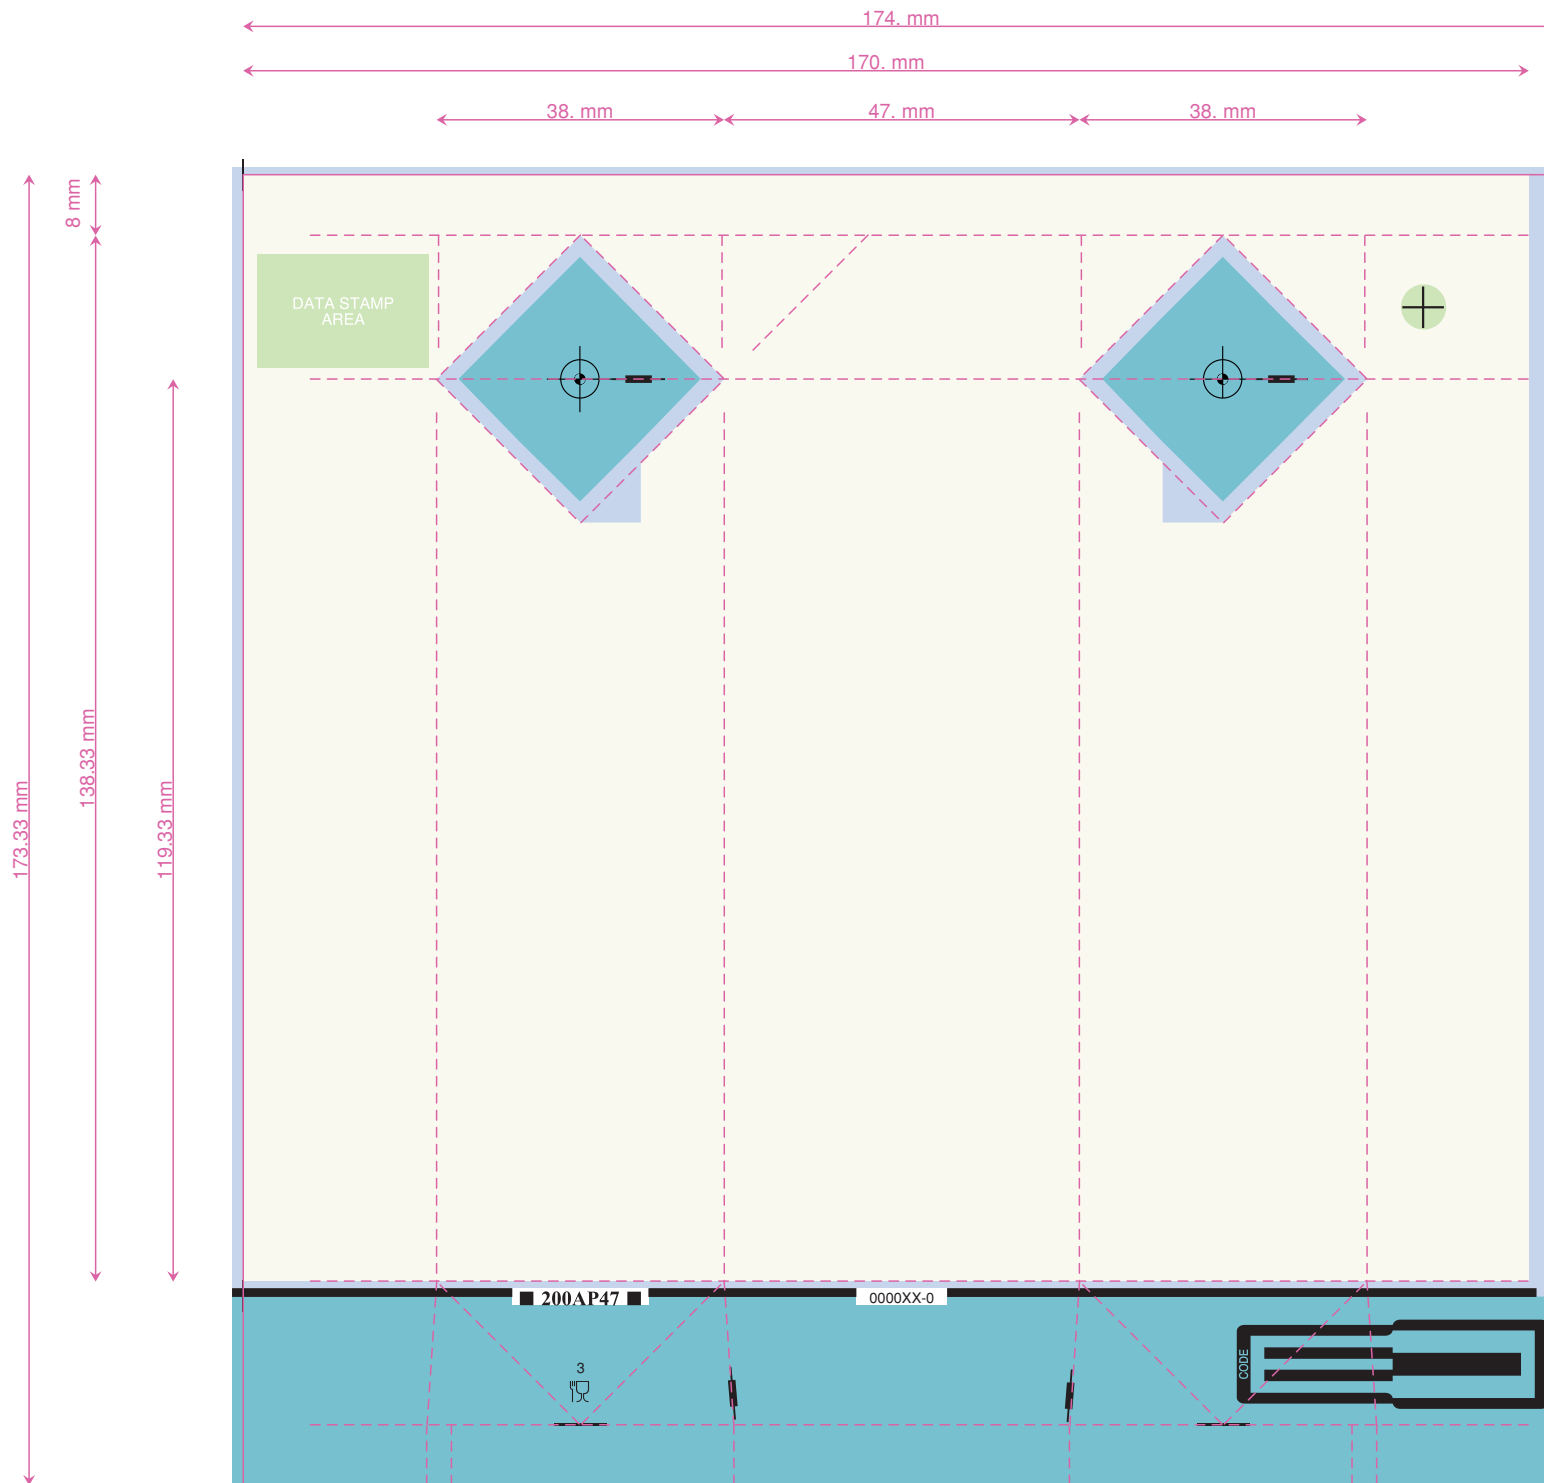 174. mm
170. mm
38. mm
47. mm
38. mm
8 mm
138.33 mm
173.33 mm
119.33 mm
DATA STAMP
AREA
200AP47
0000XX-0
3
CODE